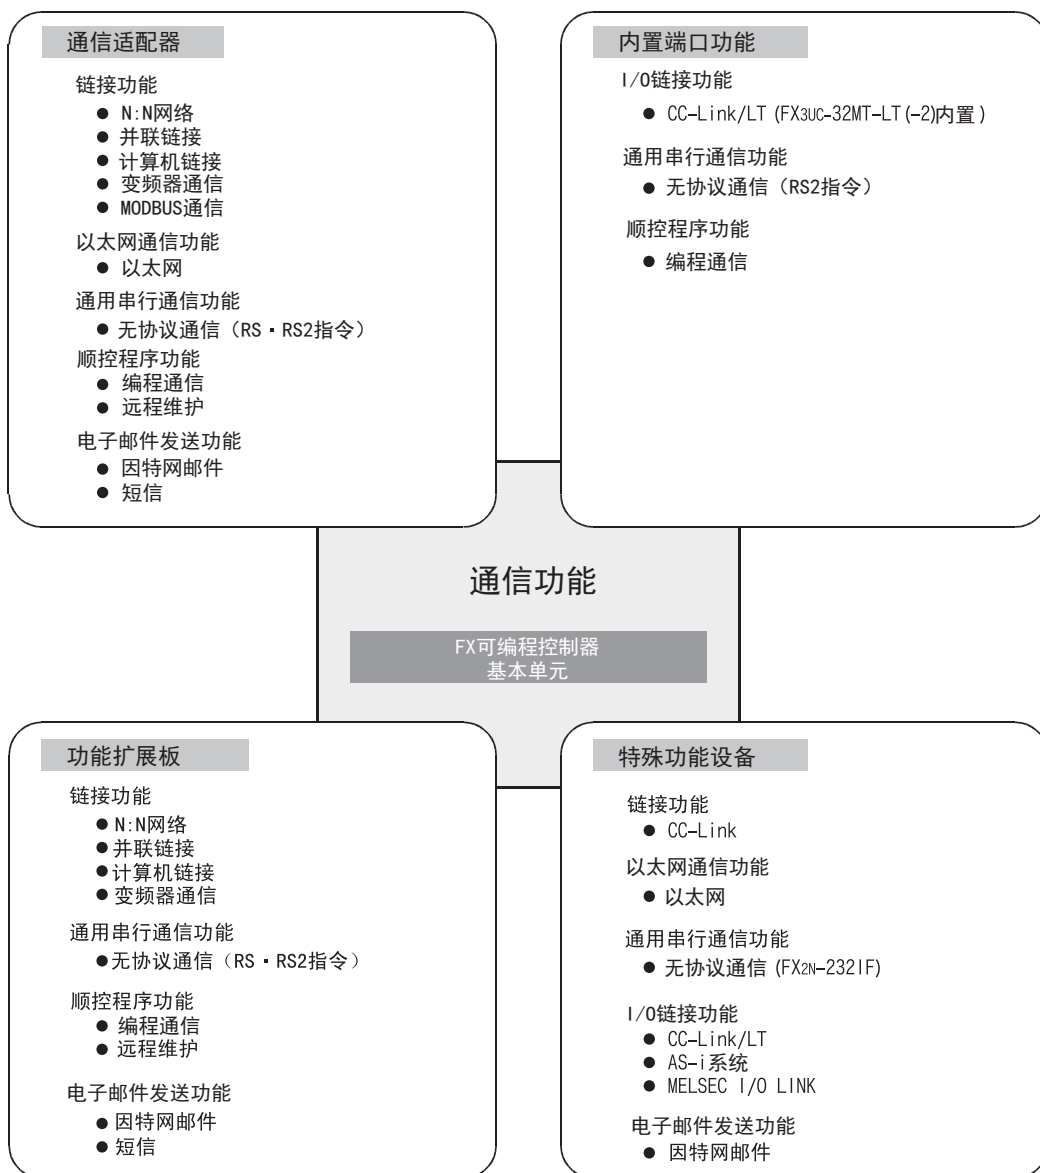 通信适配器
链接功能
● N:N网络
● 并联链接
● 计算机链接
● 变频器通信
● MODBUS通信
以太网通信功能
● 以太网
通用串行通信功能
● 无协议通信（RS・RS2指令）
顺控程序功能
● 编程通信
● 远程维护
电子邮件发送功能
● 因特网邮件
● 短信
内置端口功能
I/O链接功能
● CC-Link/LT (FX3UC-32MT-LT(-2)内置)
通用串行通信功能
● 无协议通信（RS2指令）
顺控程序功能
● 编程通信
通信功能
FX可编程控制器
基本单元
功能扩展板
链接功能
● N:N网络
● 并联链接
● 计算机链接
● 变频器通信
通用串行通信功能
● 无协议通信（RS・RS2指令）
顺控程序功能
● 编程通信
● 远程维护
电子邮件发送功能
● 因特网邮件
● 短信
特殊功能设备
链接功能
● CC-Link
以太网通信功能
● 以太网
通用串行通信功能
● 无协议通信 (FX2N-232IF)
I/O链接功能
● CC-Link/LT
● AS-i系统
● MELSEC I/O LINK
电子邮件发送功能
● 因特网邮件